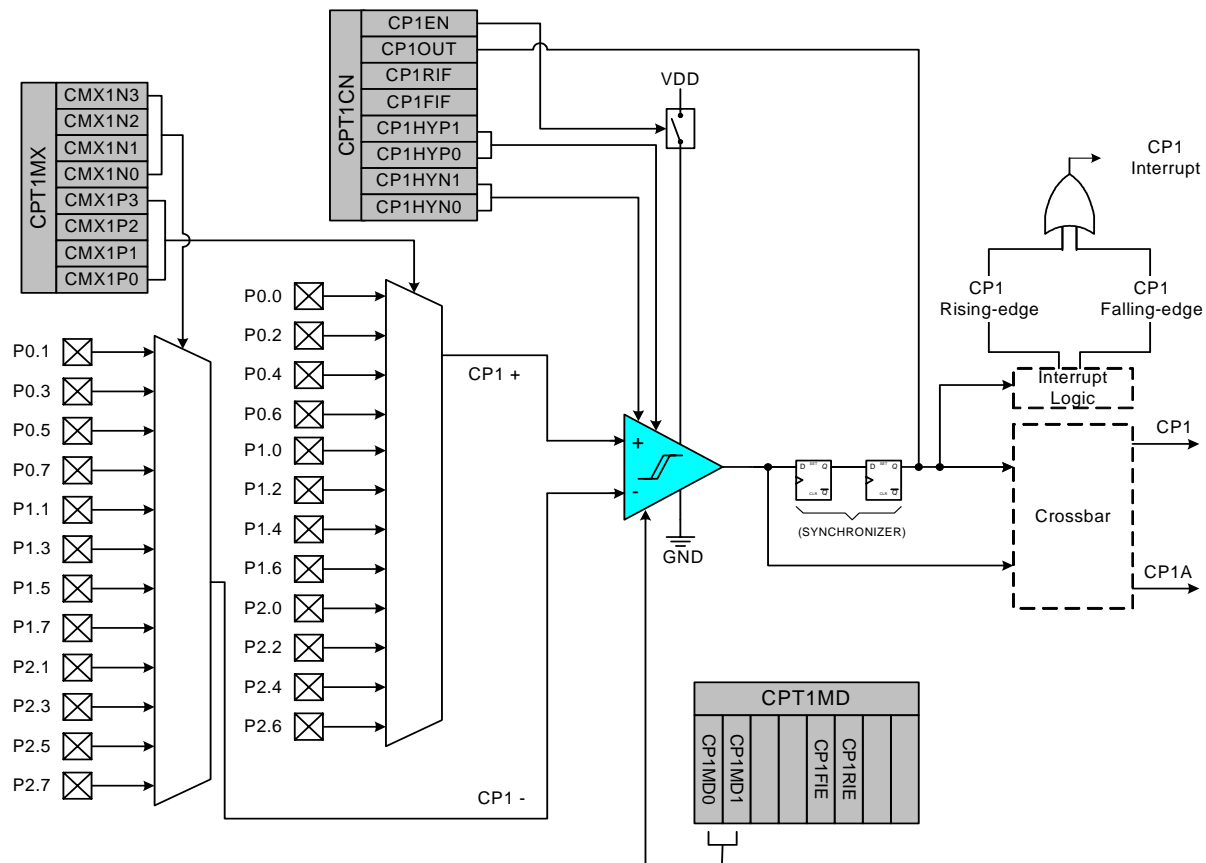 CPT1MX
CMX1N3
CMX1N2
CMX1N1
CMX1N0
CMX1P3
CMX1P2
CMX1P1
CMX1P0
CPT1CN
CP1EN
CP1OUT
CP1RIF
CP1FIF
CP1HYP1
CP1HYP0
CP1HYN1
CP1HYN0
VDD
CP1
Interrupt
CP1
Rising-edge
CP1
Falling-edge
Interrupt
Logic
P0.1
P0.3
P0.5
P0.7
P1.1
P1.3
P1.5
P1.7
P2.1
P2.3
P2.5
P2.7
P0.0
P0.2
P0.4
P0.6
P1.0
P1.2
P1.4
P1.6
P2.0
P2.2
P2.4
P2.6
CP1 +
CP1 -
+
-
GND
D SET Q
CLR Q
D SET Q
CLR Q
(SYNCHRONIZER)
Crossbar
CP1
CP1A
CPT1MD
CP1MD0
CP1MD1
CP1FIE
CP1RIE